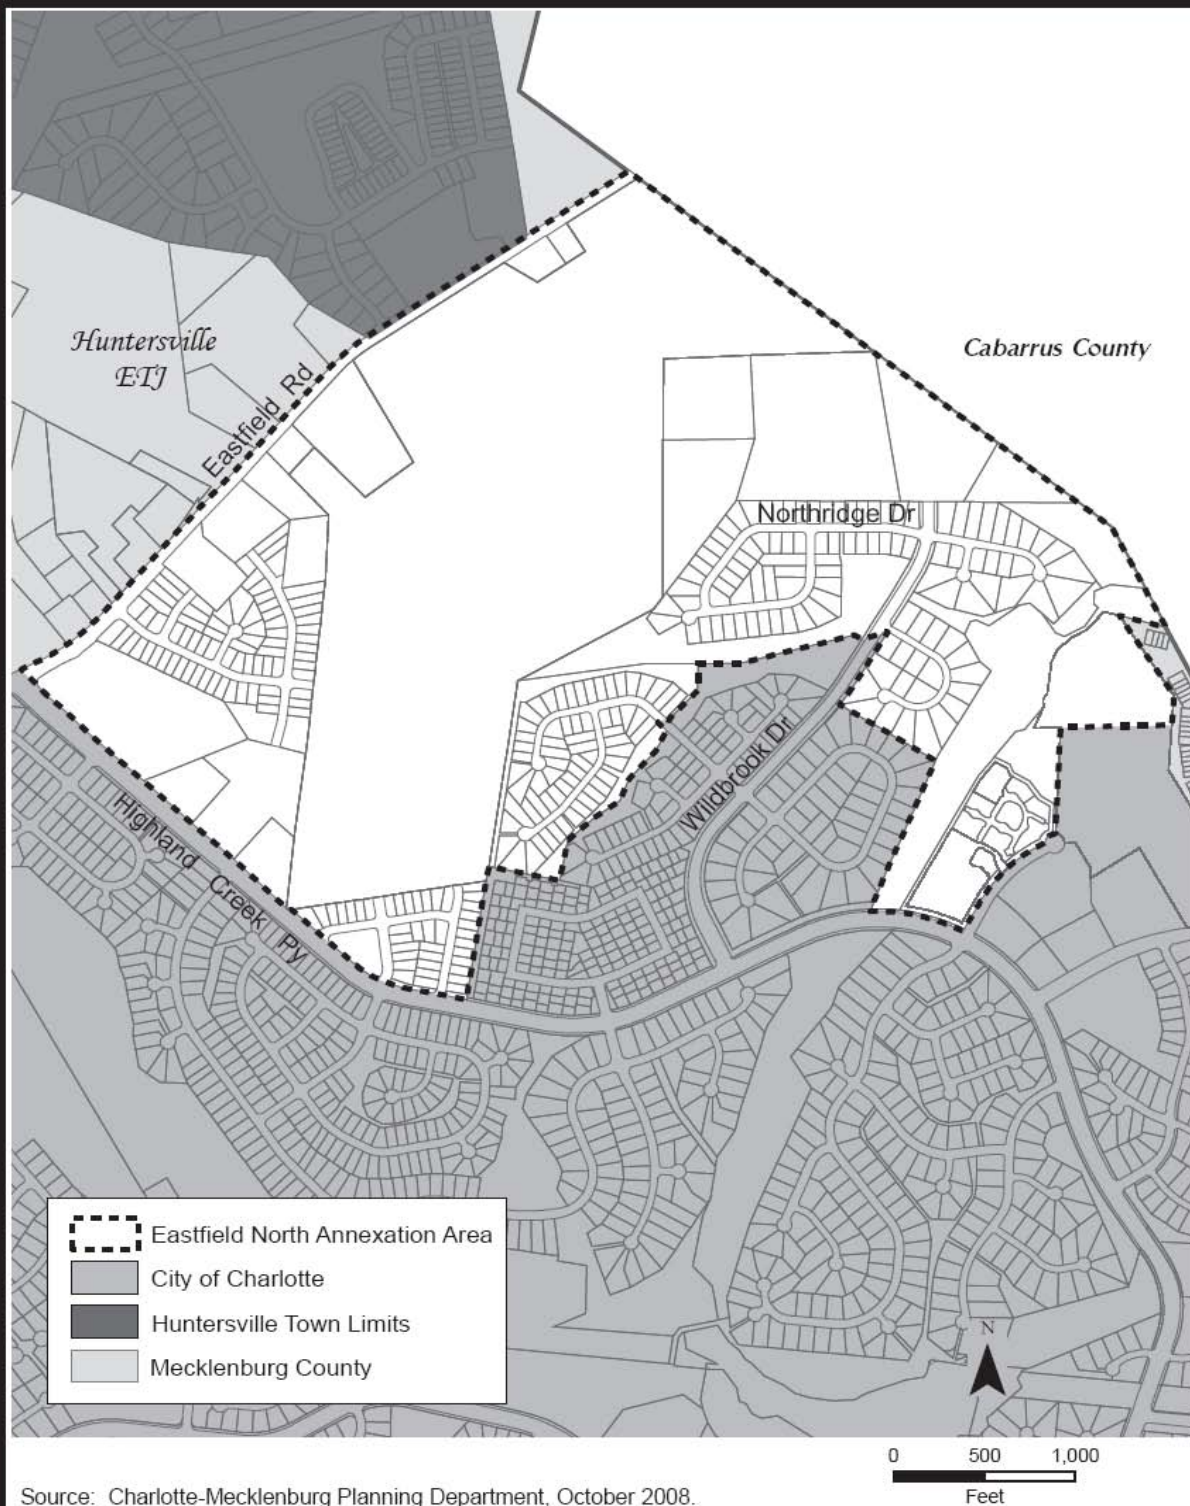 Huntersville
ETJ
Eastfield Rd
Cabarrus County
Northridge Dr
Wildbrook Dr
Highland Creek Py
Eastfield North Annexation Area
City of Charlotte
Huntersville Town Limits
Mecklenburg County
N
0 500 1,000
Feet
Source: Charlotte-Mecklenburg Planning Department, October 2008.